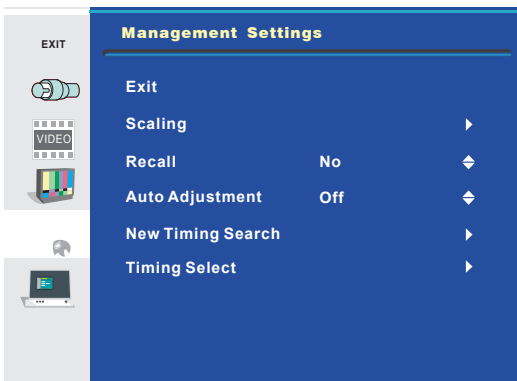 EXIT
VIDEO
Management Settings
Exit
Scaling
Recall No
Auto Adjustment Off
New Timing Search
Timing Select